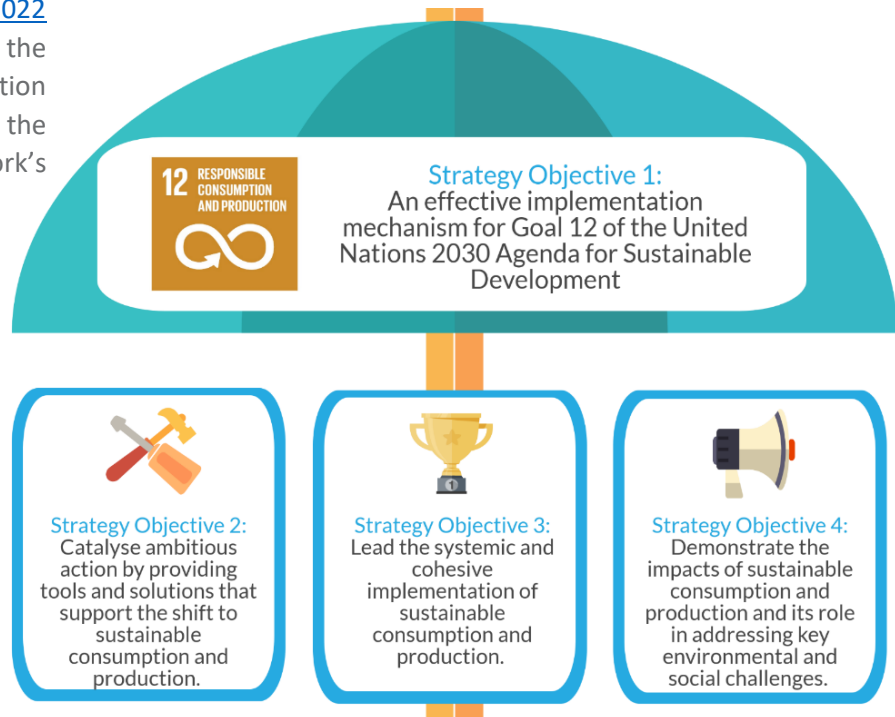 022
the
tion
the
ork's
12 RESPONSIBLE
CONSUMPTION
AND PRODUCTION
Strategy Objective 1:
An effective implementation
mechanism for Goal 12 of the United
Nations 2030 Agenda for Sustainable
Development
Strategy Objective 2:
Catalyse ambitious
action by providing
tools and solutions that
support the shift to
sustainable
consumption and
production.
1
Strategy Objective 3:
Lead the systemic and
cohesive
implementation of
sustainable
consumption and
production.
Strategy Objective 4:
Demonstrate the
impacts of sustainable
consumption and
production and its role
in addressing key
environmental and
social challenges.